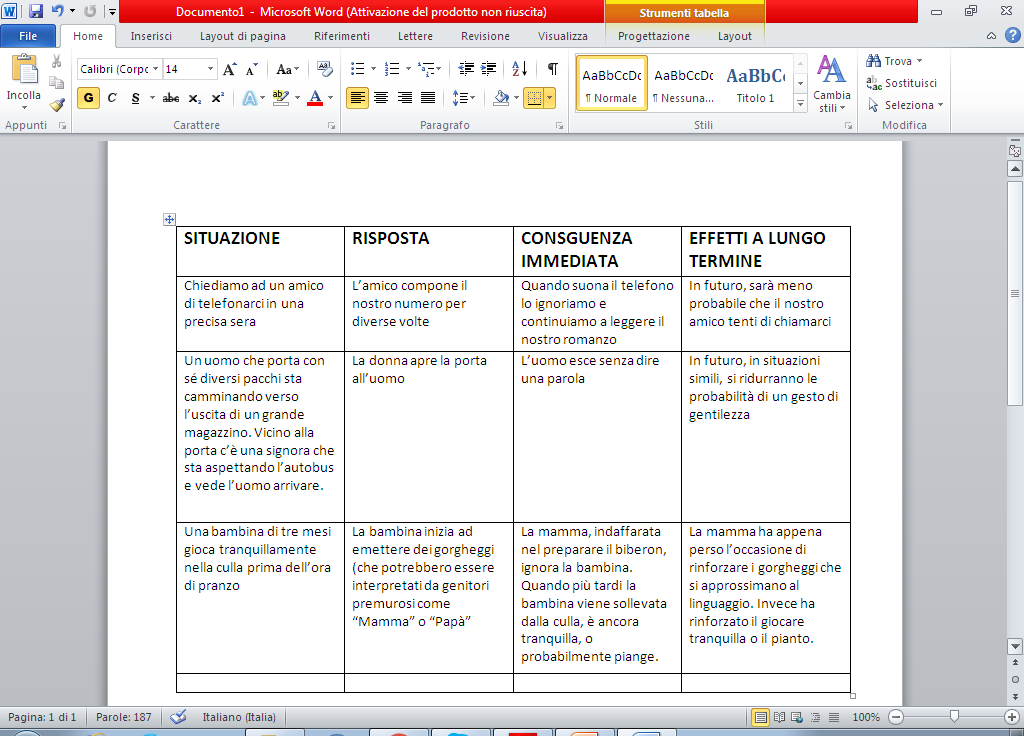 Documento1 - Microsoft Word (Attivazione del prodotto non riuscita)
Strumenti tabella
File Home Inserisci Layout di pagina Riferimenti Lettere Revisione Visualizza Progettazione Layout
Calibri (Corpo 14
Incolla
G C S abc
AaBbCcDc AaBbCcDc AaBbC
¶ Normale ¶ Nessuna... Titolo 1
Cambia
stili
Trova
Sostituisci
Seleziona
Appunti Carattere Paragrafo Stili Modifica
SITUAZIONE
RISPOSTA
CONSGUENZA
IMMEDIATA
EFFETTI A LUNGO
TERMINE
Chiediamo ad un amico
di telefonarci in una
precisa sera
L’amico compone il
nostro numero per
diverse volte
Quando suona il telefono
lo ignoriamo e
continuiamo a leggere il
nostro romanzo
In futuro, sarà meno
probabile che il nostro
amico tenti di chiamarci
Un uomo che porta con
sé diversi pacchi sta
camminando verso
l’uscita di un grande
magazzino. Vicino alla
porta c’è una signora che
sta aspettando l’autobus
e vede l’uomo arrivare.
La donna apre la porta
all’uomo
L’uomo esce senza dire
una parola
In futuro, in situazioni
simili, si ridurranno le
probabilità di un gesto di
gentilezza
Una bambina di tre mesi
gioca tranquillamente
nella culla prima dell’ora
di pranzo
La bambina inizia ad
emettere dei gorgheggi
(che potrebbero essere
interpretati da genitori
premurosi come
“Mamma” o “Papà”
La mamma, indaffarata
nel preparare il biberon,
ignora la bambina.
Quando più tardi la
bambina viene sollevata
dalla culla, è ancora
tranquilla, o
probabilmente piange.
La mamma ha appena
perso l’occasione di
rinforzare i gorgheggi che
si approssimano al
linguaggio. Invece ha
rinforzato il giocare
tranquilla o il pianto.
Pagina: 1 di 1 Parole: 187 Italiano (Italia) 100%